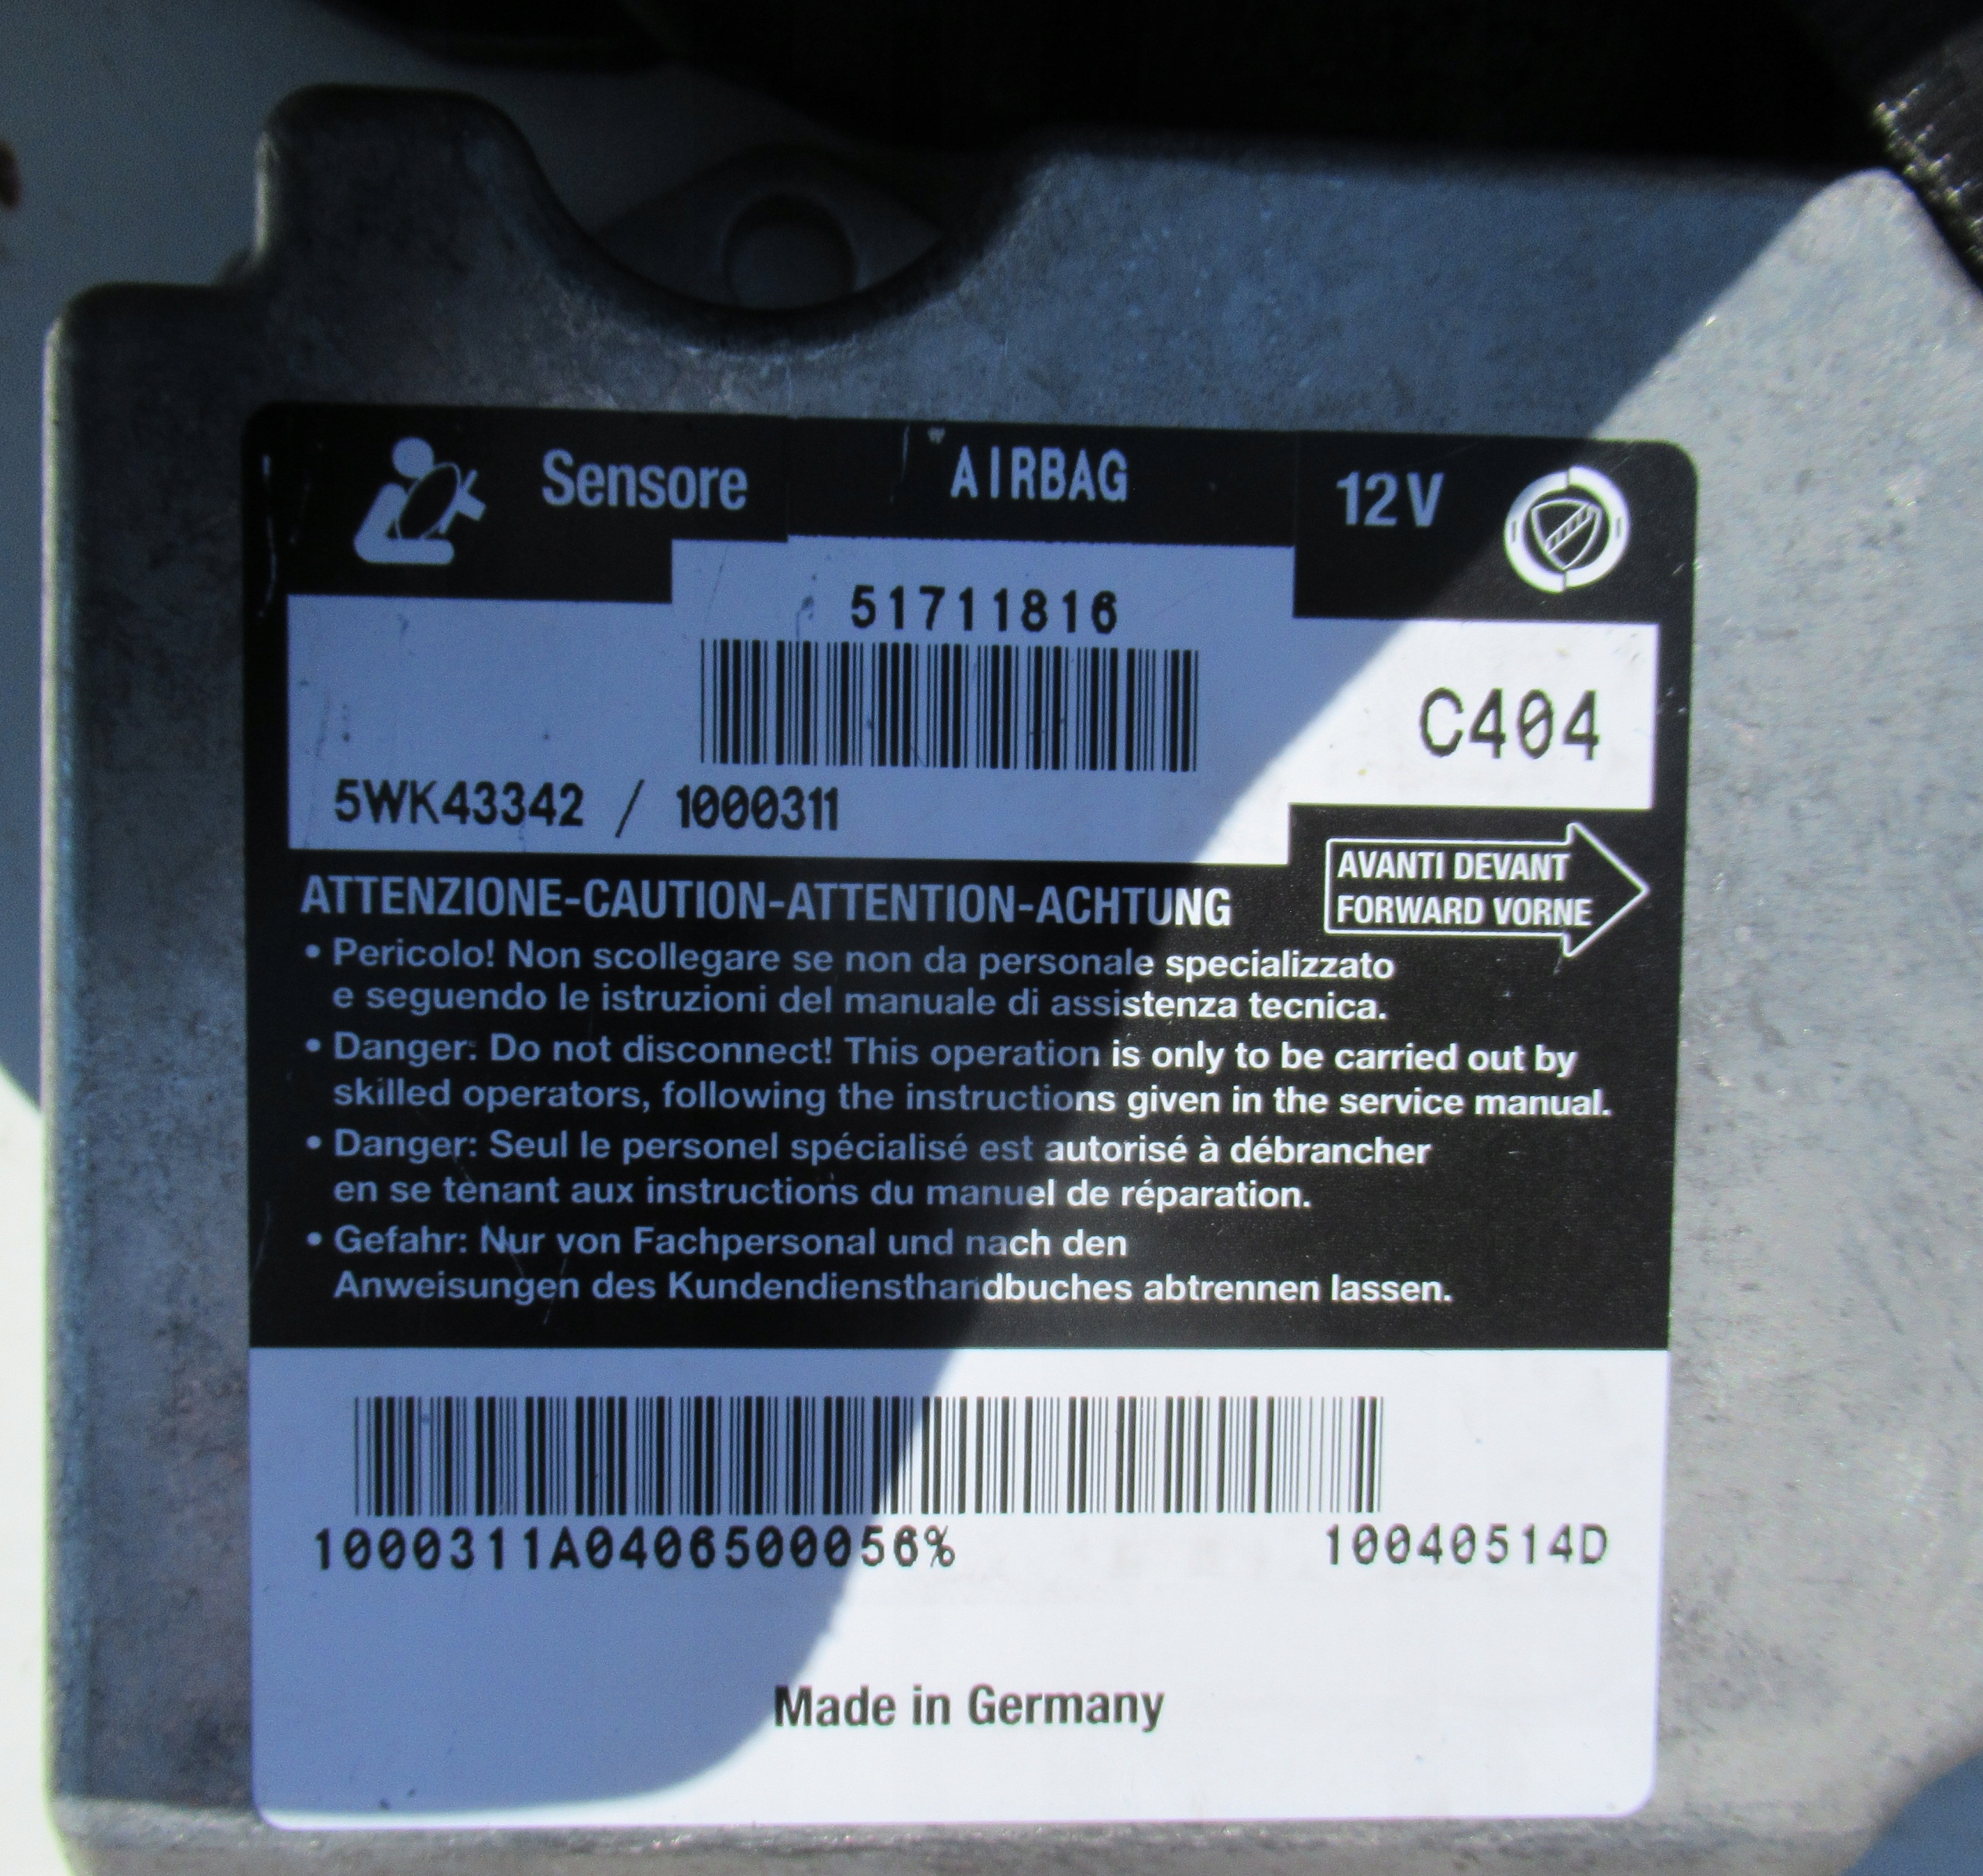 Sensore AIRBAG 12V
51711816
C404
5WK43342 / 1000311
AVANTI DEVANT
FORWARD VORNE
ATTENZIONE-CAUTION-ATTENTION-ACHTUNG
• Pericolo! Non scollegare se non da personale specializzato
e seguendo le istruzioni del manuale di assistenza tecnica.
• Danger: Do not disconnect! This operation is only to be carried out by
skilled operators, following the instructions given in the service manual.
• Danger: Seul le personel spécialisé est autorisé à débrancher
en se tenant aux instructions du manuel de réparation.
• Gefahr: Nur von Fachpersonal und nach den
Anweisungen des Kundendiensthandbuches abtrennen lassen.
1000311A0406500056% 10040514D
Made in Germany